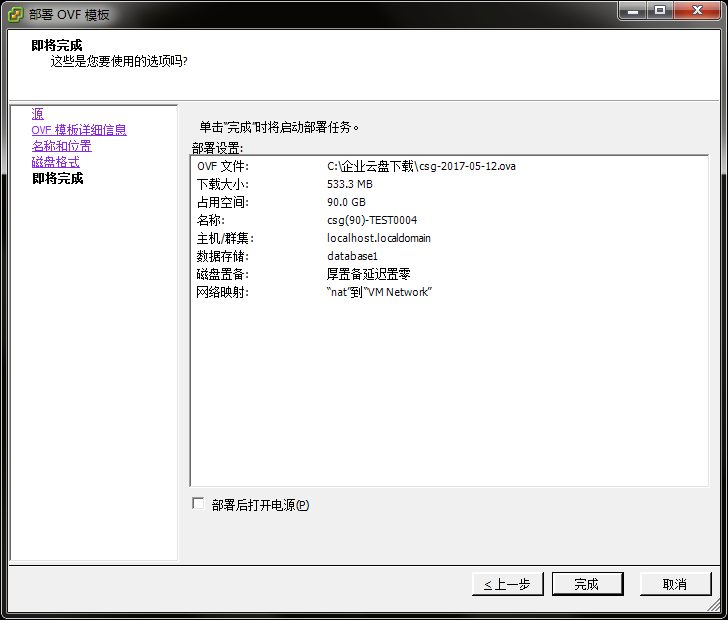 部署 OVF 模板
即将完成
这些是您要使用的选项吗?
源
OVF 模板详细信息
名称和位置
磁盘格式
即将完成
单击"完成"时将启动部署任务。
部署设置:
OVF 文件: C:\企业云盘下载\csg-2017-05-12.ova
下载大小: 533.3 MB
占用空间: 90.0 GB
名称: csg(90)-TEST0004
主机/群集: localhost.localdomain
数据存储: database1
磁盘置备: 厚置备延迟置零
网络映射: “nat”到“VM Network”
部署后打开电源(P)
<上一步 完成 取消